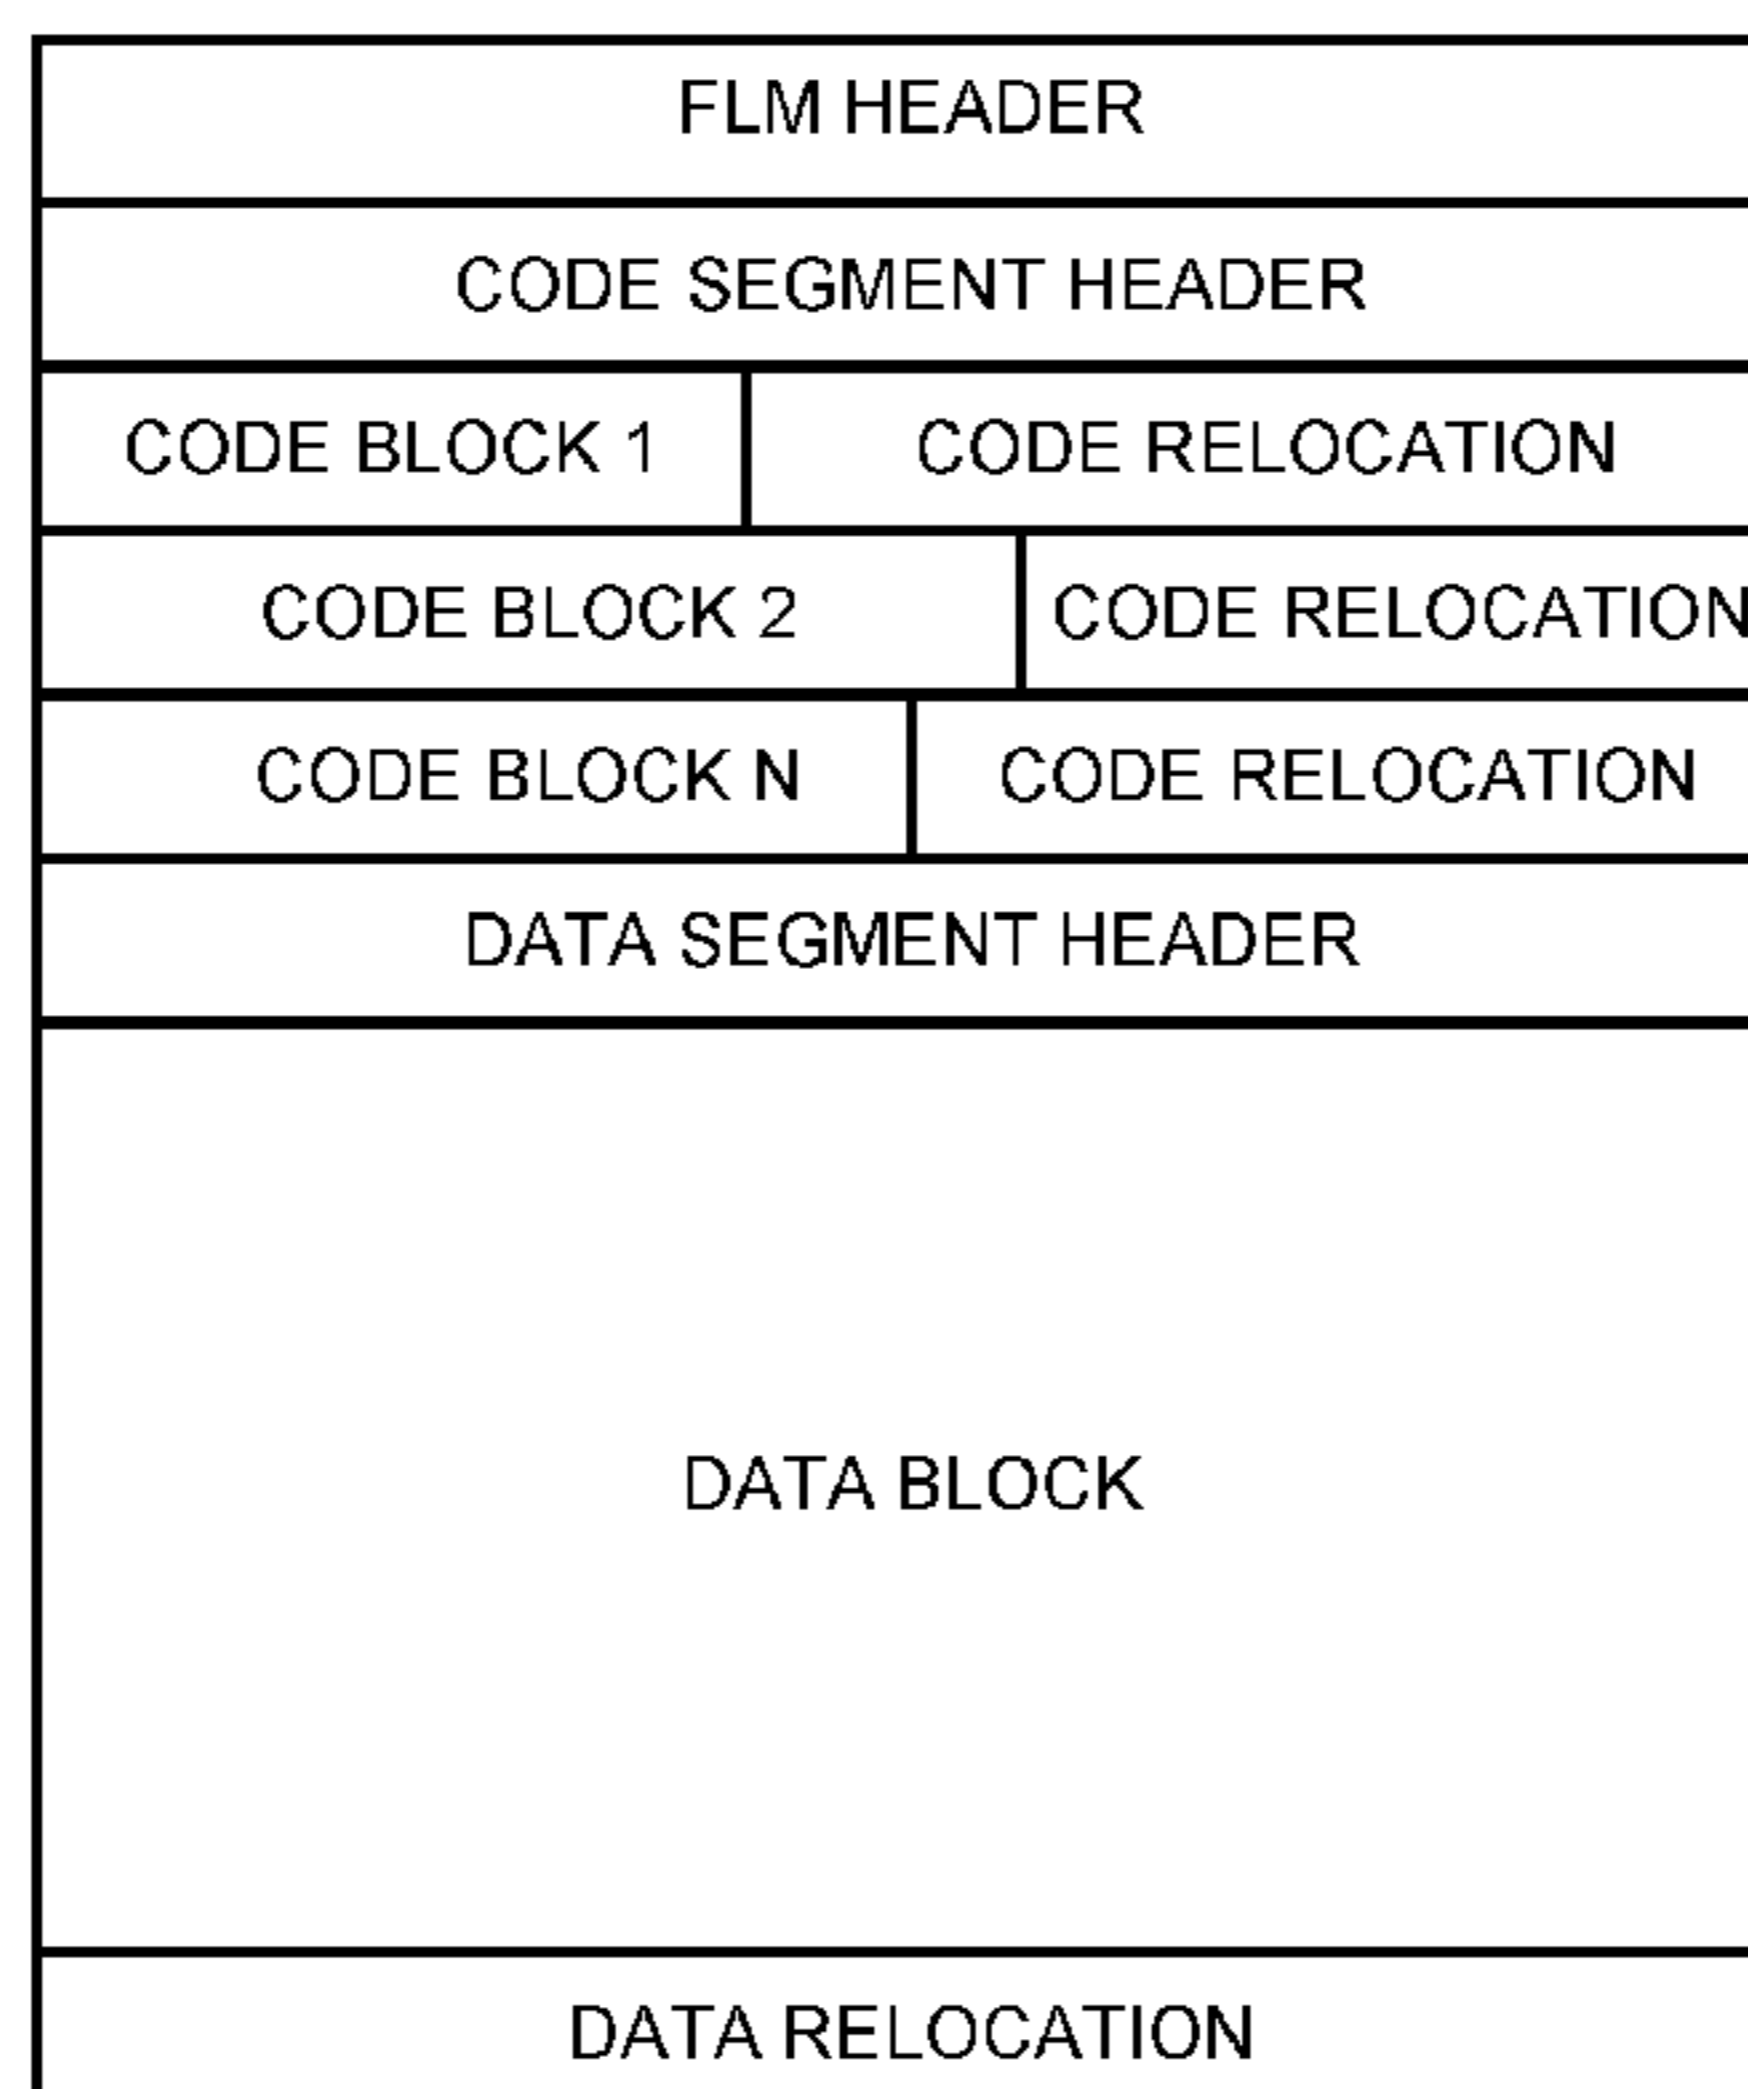 FLM HEADER
CODE SEGMENT HEADER
CODE BLOCK 1 CODE RELOCATION
CODE BLOCK 2 CODE RELOCATION
CODE BLOCK N CODE RELOCATION
DATA SEGMENT HEADER
DATA BLOCK
DATA RELOCATION